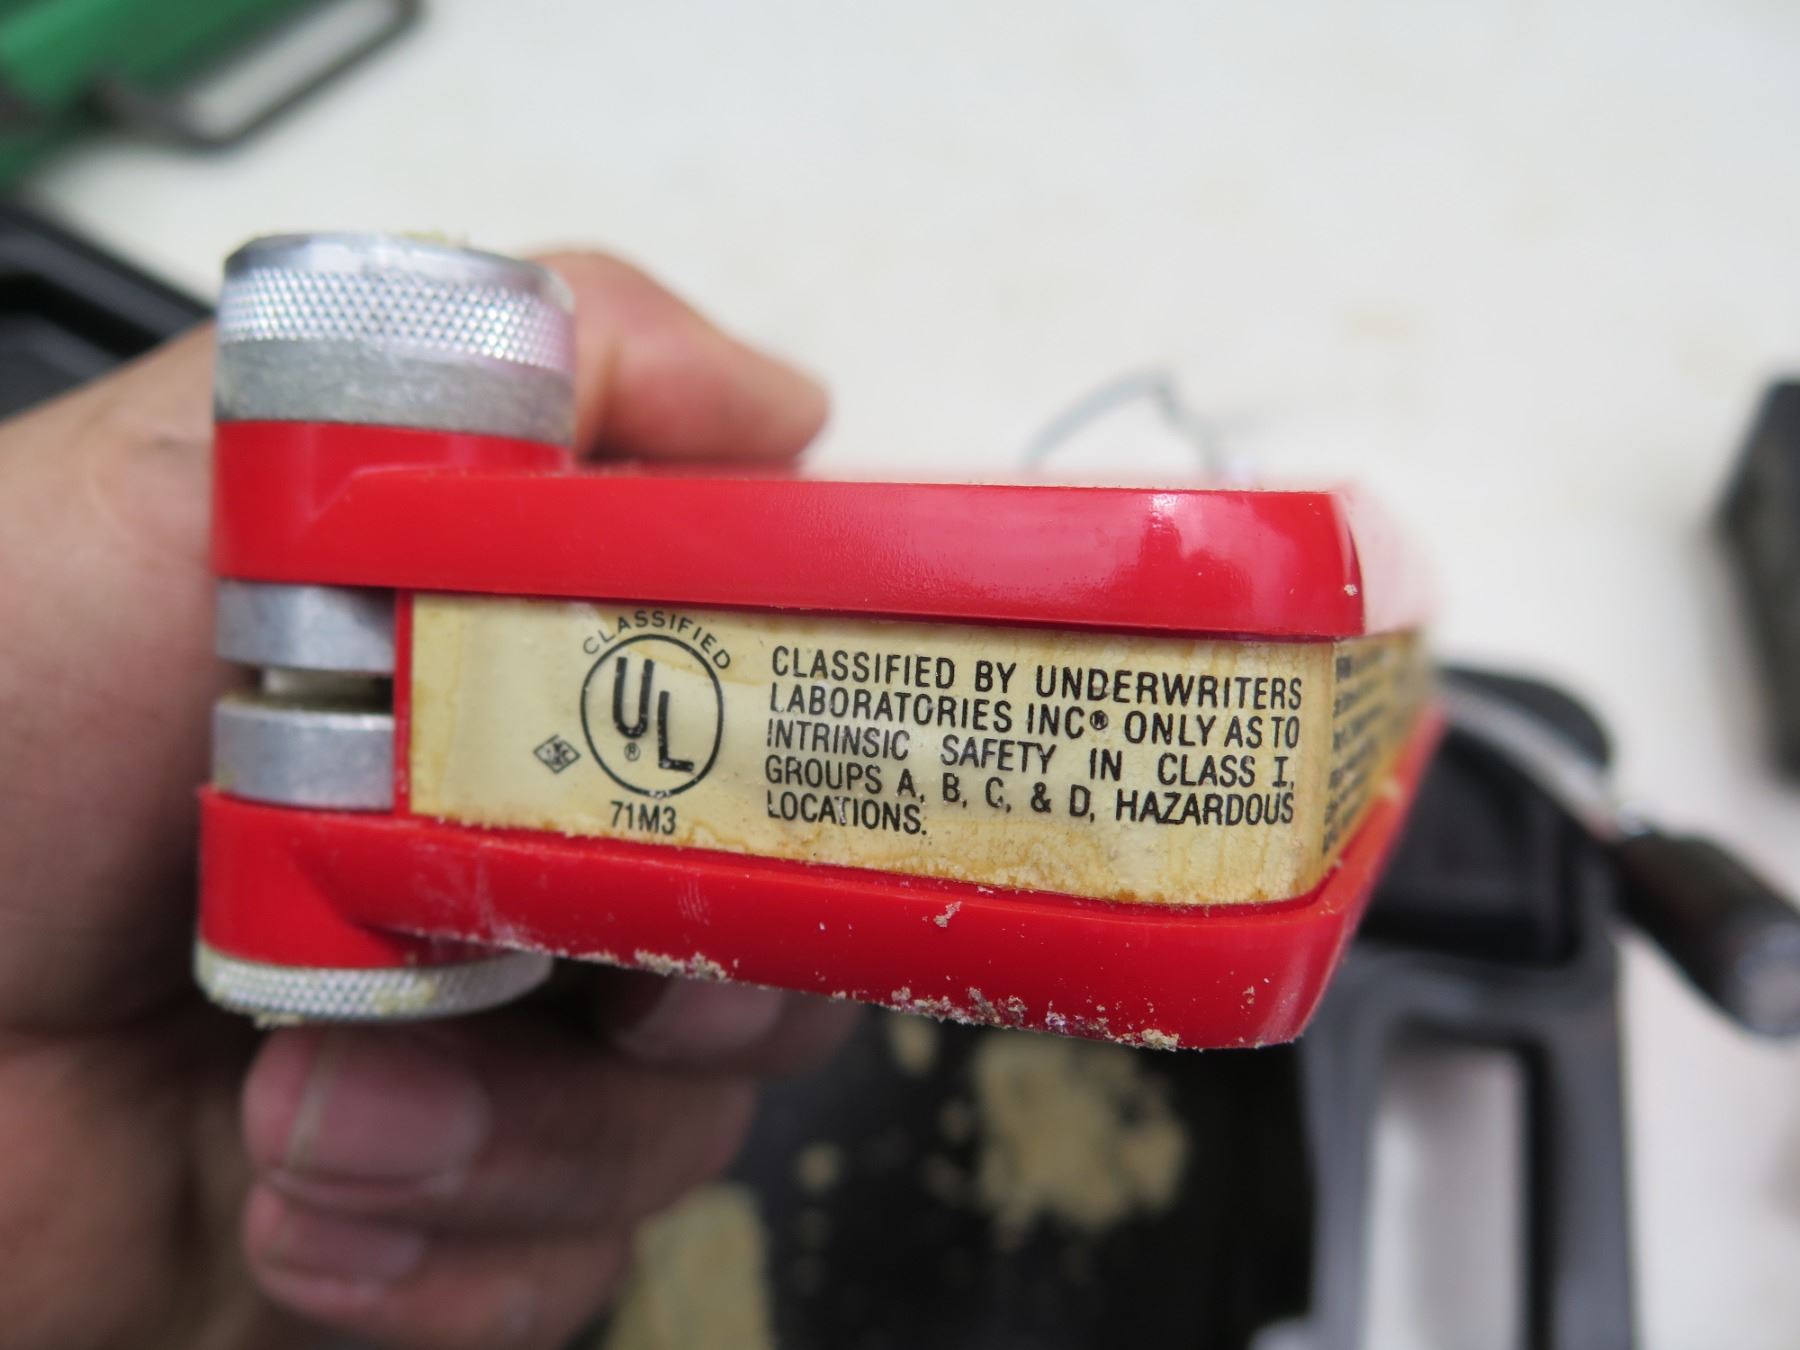 CLASSIFIED
UL®
71M3
CLASSIFIED BY UNDERWRITERS
LABORATORIES INC® ONLY AS TO
INTRINSIC SAFETY IN CLASS I,
GROUPS A, B, C, & D, HAZARDOUS
LOCATIONS.